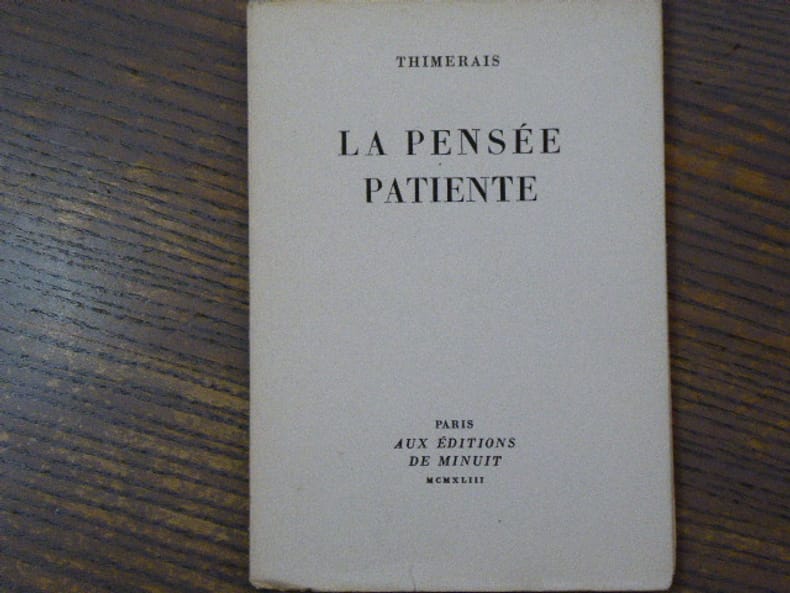 THIMERAIS
LA PENSÉE
PATIENTE
PARIS
AUX ÉDITIONS
DE MINUIT
MCMXLIII